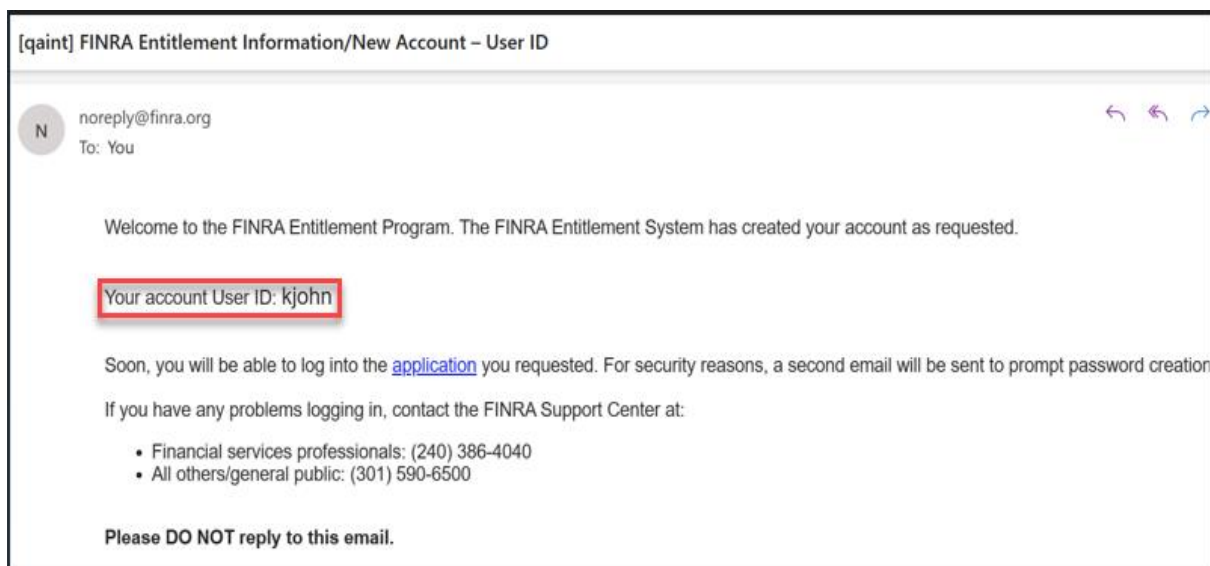 [qaint] FINRA Entitlement Information/New Account – User ID
N
noreply@finra.org
To: You
Welcome to the FINRA Entitlement Program. The FINRA Entitlement System has created your account as requested.
Your account User ID: kjohn
Soon, you will be able to log into the application you requested. For security reasons, a second email will be sent to prompt password creation
If you have any problems logging in, contact the FINRA Support Center at:
• Financial services professionals: (240) 386-4040
• All others/general public: (301) 590-6500
Please DO NOT reply to this email.